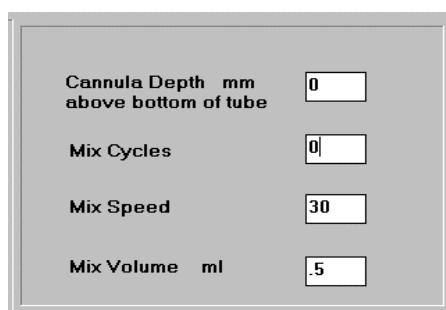 Cannula Depth mm 0
above bottom of tube
Mix Cycles 0
Mix Speed 30
Mix Volume ml .5